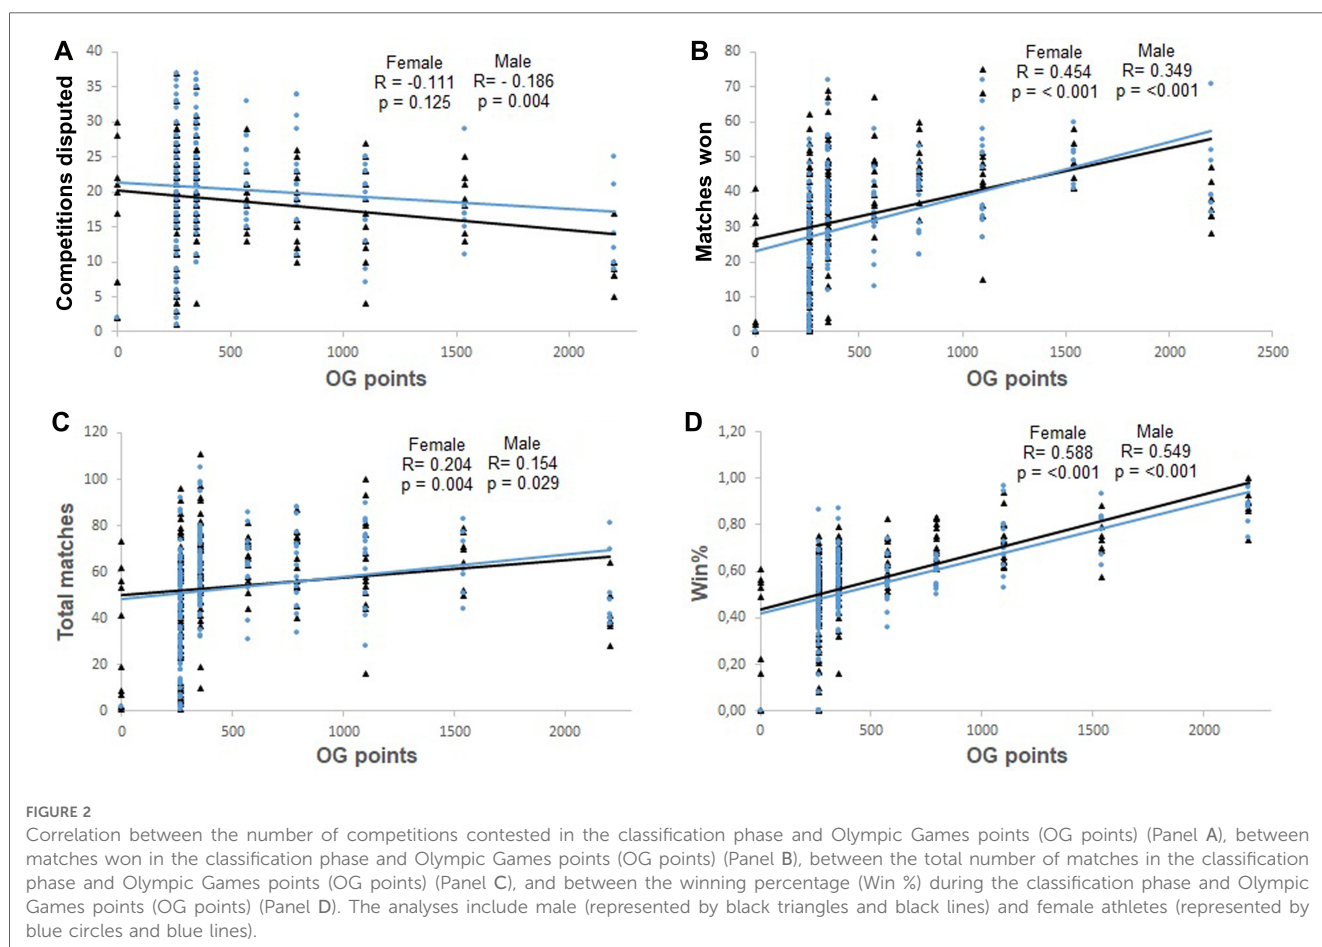 A
Female Male
R = -0.111 R= - 0.186
p = 0.125 p = 0.004
Competitions disputed
40
35
30
25
20
15
10
5
0
0 500 1000 1500 2000
OG points
B
Female Male
R = 0.454 R= 0.349
p = < 0.001 p = <0.001
Matches won
80
70
60
50
40
30
20
10
0
0 500 1000 1500 2000 2500
OG points
C
Female Male
R= 0.204 R= 0.154
p = 0.004 p = 0.029
Total matches
120
100
80
60
40
20
0
0 500 1000 1500 2000
OG points
D
Female Male
R= 0.588 R= 0.549
p = <0.001 p = <0.001
Win%
1,20
1,00
0,80
0,60
0,40
0,20
0,00
0 500 1000 1500 2000
OG points
FIGURE 2
Correlation between the number of competitions contested in the classification phase and Olympic Games points (OG points) (Panel A), between
matches won in the classification phase and Olympic Games points (OG points) (Panel B), between the total number of matches in the classification
phase and Olympic Games points (OG points) (Panel C), and between the winning percentage (Win %) during the classification phase and Olympic
Games points (OG points) (Panel D). The analyses include male (represented by black triangles and black lines) and female athletes (represented by
blue circles and blue lines).